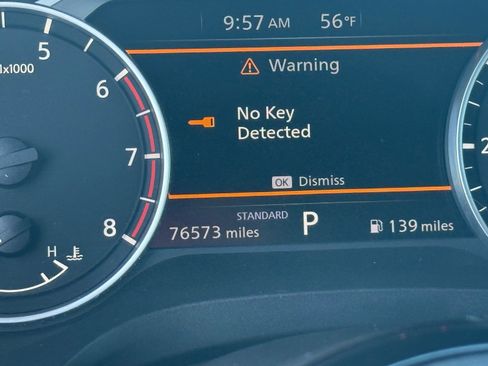 9:57 AM 56°F
Warning
No Key
Detected
OK Dismiss
STANDARD
76573 miles P 139 miles
x1000
5
6
7
8
H
2